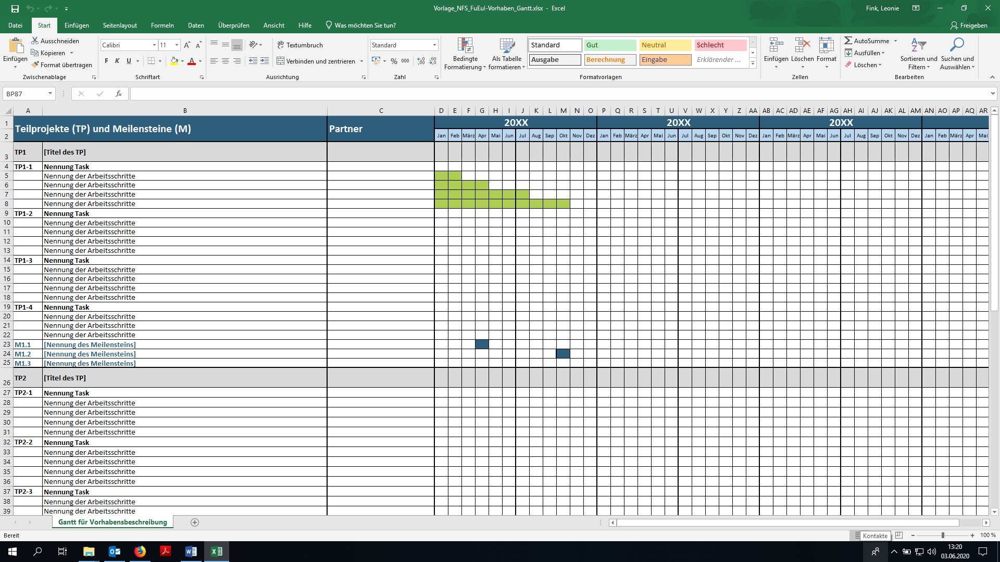 Vorlage_NFS_FuEuI-Vorhaben_Gantt.xlsx - Excel
Fink, Leonie
Datei Start Einfügen Seitenlayout Formeln Daten Überprüfen Ansicht Hilfe Was möchten Sie tun? Freigeben
Einfügen
Ausschneiden
Kopieren
Format übertragen
Zwischenablage
Calibri 11
F K U
Schriftart
Textumbruch
Verbinden und zentrieren
Ausrichtung
Standard
% 000
Zahl
Bedingte Formatierung
Als Tabelle formatieren
Standard Gut Neutral Schlecht
Ausgabe Berechnung Eingabe Erklärender ...
Formatvorlagen
Einfügen Löschen Format
Zellen
AutoSumme
Ausfüllen
Löschen
Sortieren und Filtern
Suchen und Auswählen
Bearbeiten
BP87
fx
A B C D E F G H I J K L M N O P Q R S T U V W X Y Z AA AB AC AD AE AF AG AH AI AJ AK AL AM AN AO AP AQ AR
1 Teilprojekte (TP) und Meilensteine (M) Partner 20XX 20XX 20XX
2 Jan Feb März Apr Mai Jun Jul Aug Sep Okt Nov Dez Jan Feb März Apr Mai Jun Jul Aug Sep Okt Nov Dez Jan Feb März Apr Mai Jun Jul Aug Sep Okt Nov Dez Jan Feb März Apr Mai
3 TP1 [Titel des TP]
4 TP1-1 Nennung Task
5 Nennung der Arbeitsschritte
6 Nennung der Arbeitsschritte
7 Nennung der Arbeitsschritte
8 Nennung der Arbeitsschritte
9 TP1-2 Nennung Task
10 Nennung der Arbeitsschritte
11 Nennung der Arbeitsschritte
12 Nennung der Arbeitsschritte
13 Nennung der Arbeitsschritte
14 TP1-3 Nennung Task
15 Nennung der Arbeitsschritte
16 Nennung der Arbeitsschritte
17 Nennung der Arbeitsschritte
18 Nennung der Arbeitsschritte
19 TP1-4 Nennung Task
20 Nennung der Arbeitsschritte
21 Nennung der Arbeitsschritte
22 Nennung der Arbeitsschritte
23 M1.1 [Nennung des Meilensteins]
24 M1.2 [Nennung des Meilensteins]
25 M1.3 [Nennung des Meilensteins]
26 TP2 [Titel des TP]
27 TP2-1 Nennung Task
28 Nennung der Arbeitsschritte
29 Nennung der Arbeitsschritte
30 Nennung der Arbeitsschritte
31 Nennung der Arbeitsschritte
32 TP2-2 Nennung Task
33 Nennung der Arbeitsschritte
34 Nennung der Arbeitsschritte
35 Nennung der Arbeitsschritte
36 Nennung der Arbeitsschritte
37 TP2-3 Nennung Task
38 Nennung der Arbeitsschritte
39 Nennung der Arbeitsschritte
Gantt für Vorhabensbeschreibung
Bereit
Kontakte
100 %
13:20
03.06.2020